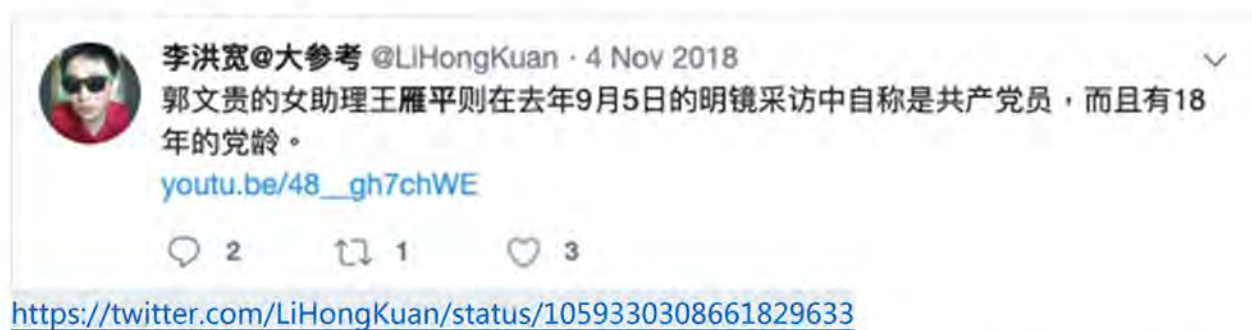 李洪宽@大参考 @LiHongKuan · 4 Nov 2018
郭文贵的女助理王雁平则在去年9月5日的明镜采访中自称是共产党员，而且有18
年的党龄。
youtu.be/48__gh7chWE
2 1 3
https://twitter.com/LiHongKuan/status/1059330308661829633